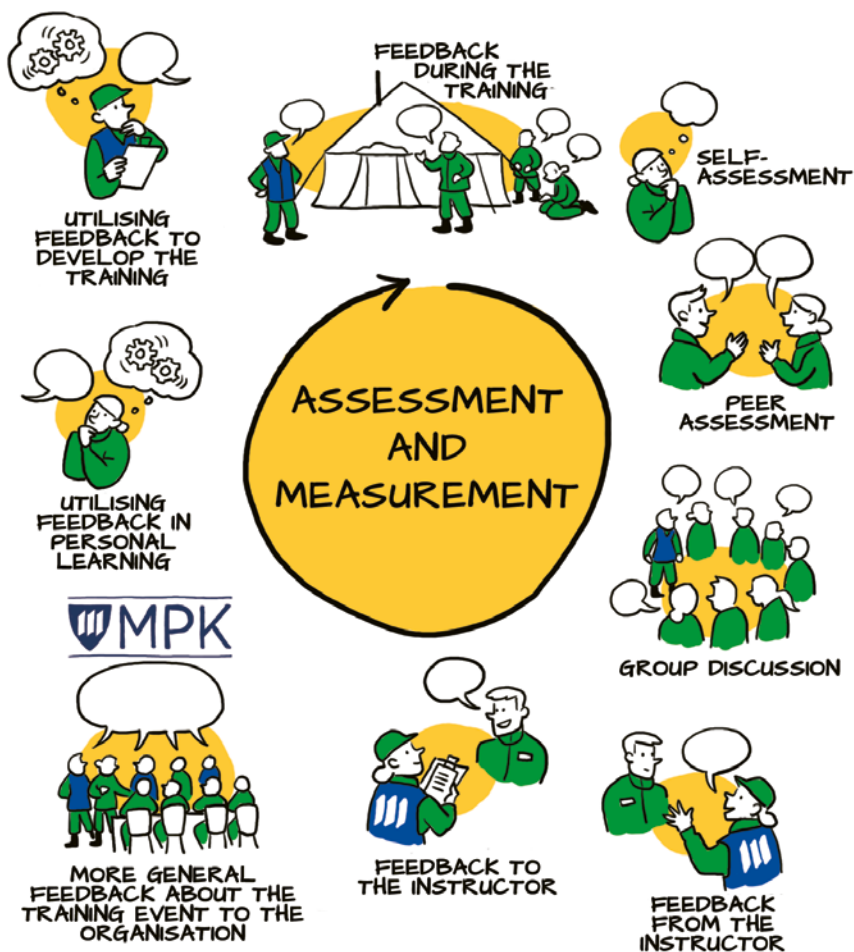 FEEDBACK
DURING THE
TRAINING
SELF-
ASSESSMENT
PEER
ASSESSMENT
GROUP DISCUSSION
FEEDBACK
FROM THE
INSTRUCTOR
FEEDBACK TO
THE INSTRUCTOR
MORE GENERAL
FEEDBACK ABOUT THE
TRAINING EVENT TO THE
ORGANISATION
MPK
UTILISING
FEEDBACK IN
PERSONAL
LEARNING
UTILISING
FEEDBACK TO
DEVELOP THE
TRAINING
ASSESSMENT
AND
MEASUREMENT